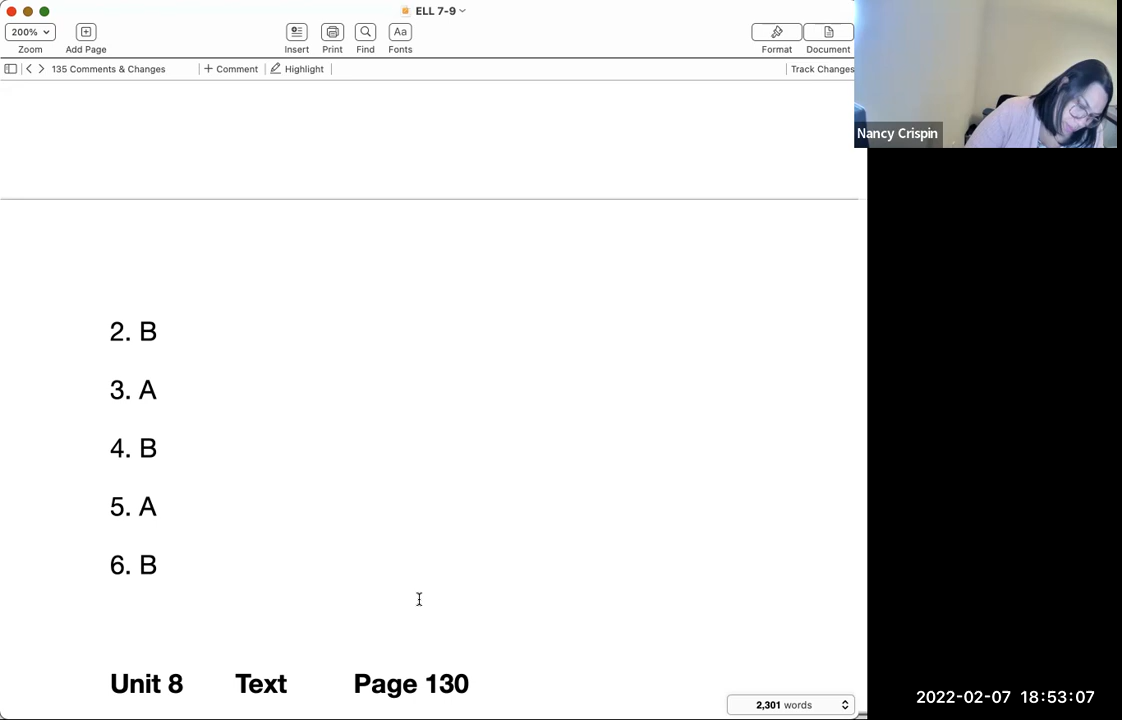 ELL 7-9
200%
Zoom
Add Page
Insert
Print
Find
Aa
Fonts
Format
Document
135 Comments & Changes
+ Comment
Highlight
Track Changes
Nancy Crispin
2. B
3. A
4. B
5. A
6. B
Unit 8 Text Page 130
2,301 words
2022-02-07 18:53:07